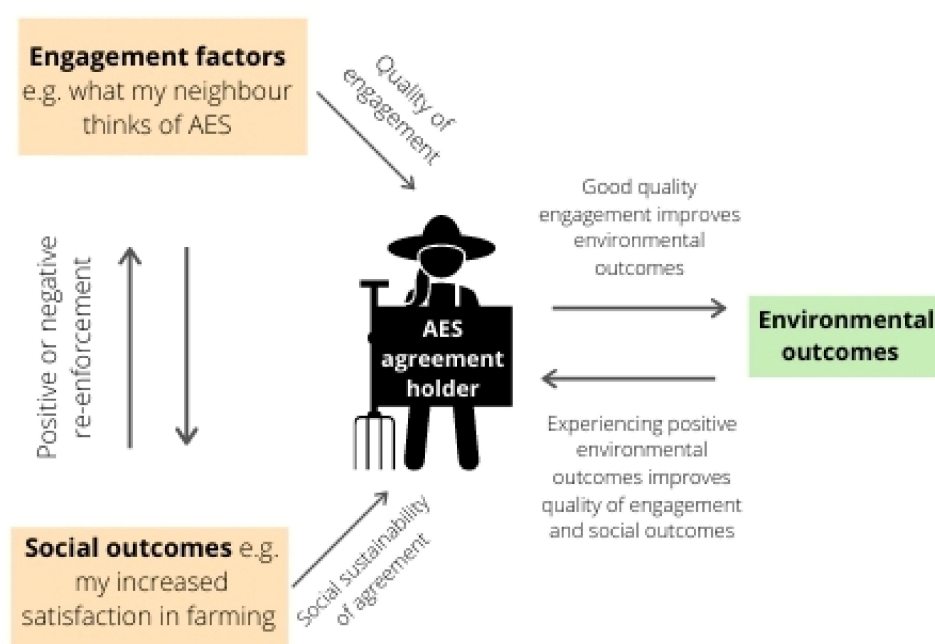 Engagement factors
e.g. what my neighbour
thinks of AES
Quality of
engagement
Good quality
engagement improves
environmental
outcomes
Positive or negative
re-enforcement
AES
agreement
holder
Environmental
outcomes
Experiencing positive
environmental
outcomes improves
quality of engagement
and social outcomes
Social outcomes e.g.
my increased
satisfaction in farming
Social sustainability
of agreement